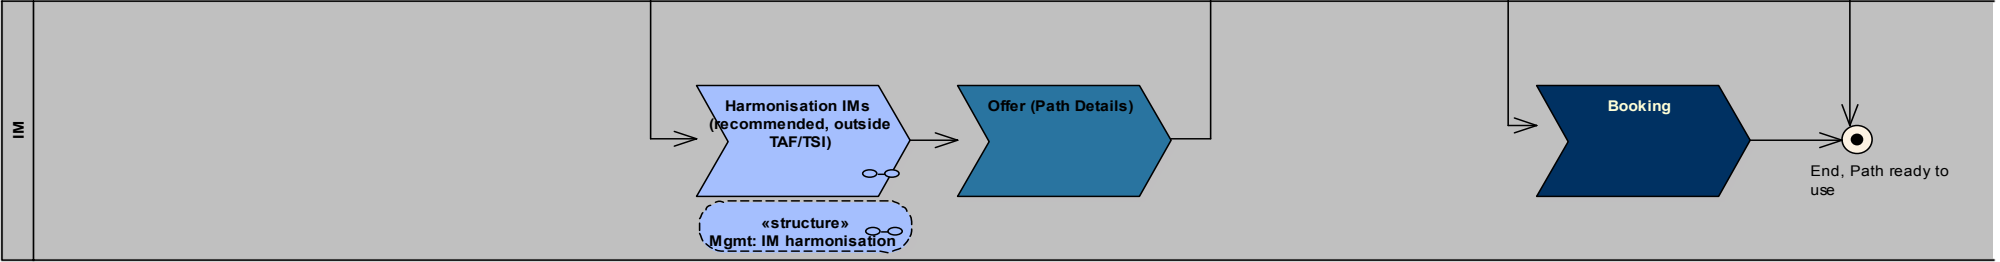 IM
Harmonisation IMs
(recommended, outside
TAF/TSI)
«structure»
Mgmt: IM harmonisation
Offer (Path Details)
Booking
End, Path ready to
use